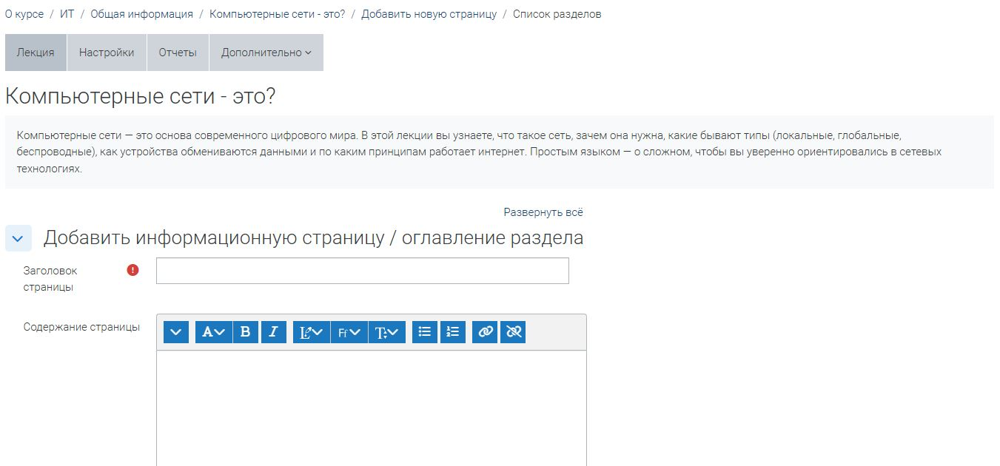 О курсе / ИТ / Общая информация / Компьютерные сети - это? / Добавить новую страницу / Список разделов
Лекция Настройки Отчеты Дополнительно
Компьютерные сети - это?
Компьютерные сети — это основа современного цифрового мира. В этой лекции вы узнаете, что такое сеть, зачем она нужна, какие бывают типы (локальные, глобальные,
беспроводные), как устройства обмениваются данными и по каким принципам работает интернет. Простым языком — о сложном, чтобы вы уверенно ориентировались в сетевых
технологиях.
Развернуть всё
Добавить информационную страницу / оглавление раздела
Заголовок
страницы
Содержание страницы